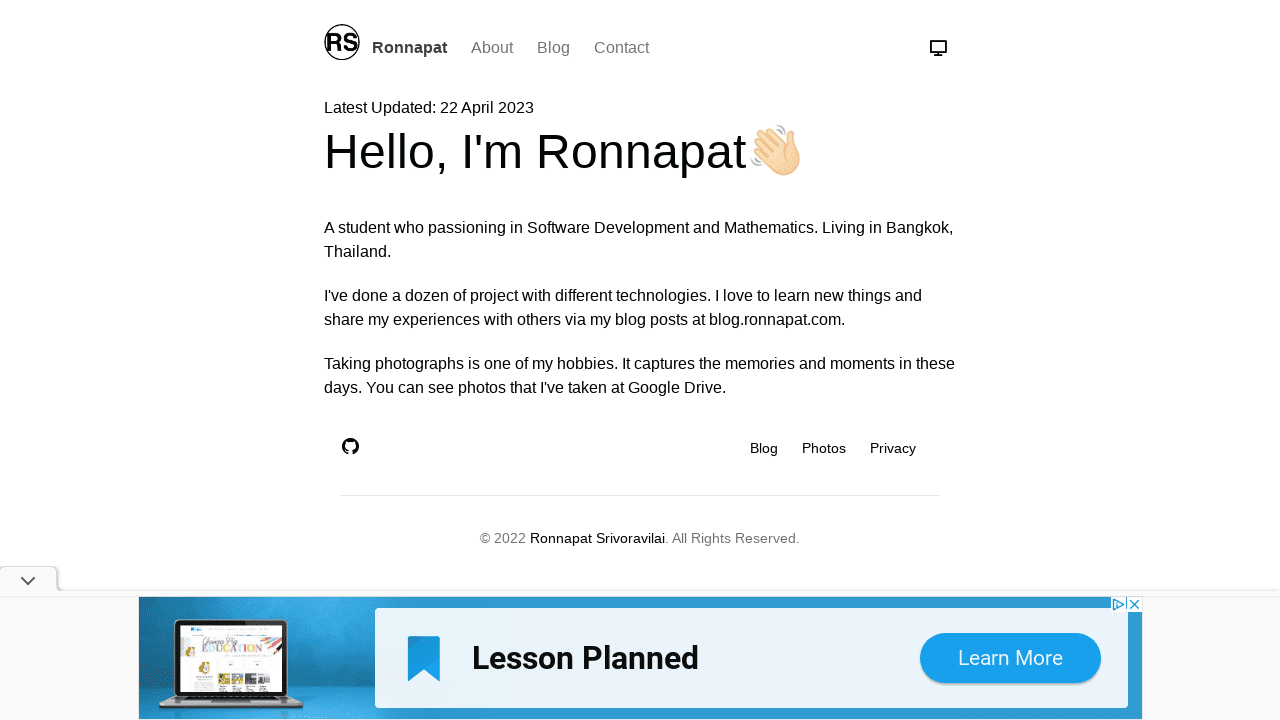 RS
Ronnapat About Blog Contact
Latest Updated: 22 April 2023
Hello, I'm Ronnapat👋🏻
A student who passioning in Software Development and Mathematics. Living in Bangkok,
Thailand.
I've done a dozen of project with different technologies. I love to learn new things and
share my experiences with others via my blog posts at blog.ronnapat.com.
Taking photographs is one of my hobbies. It captures the memories and moments in these
days. You can see photos that I've taken at Google Drive.
Blog Photos Privacy
© 2022 Ronnapat Srivoravilai. All Rights Reserved.
EDUCATION
Lesson Planned
Learn More